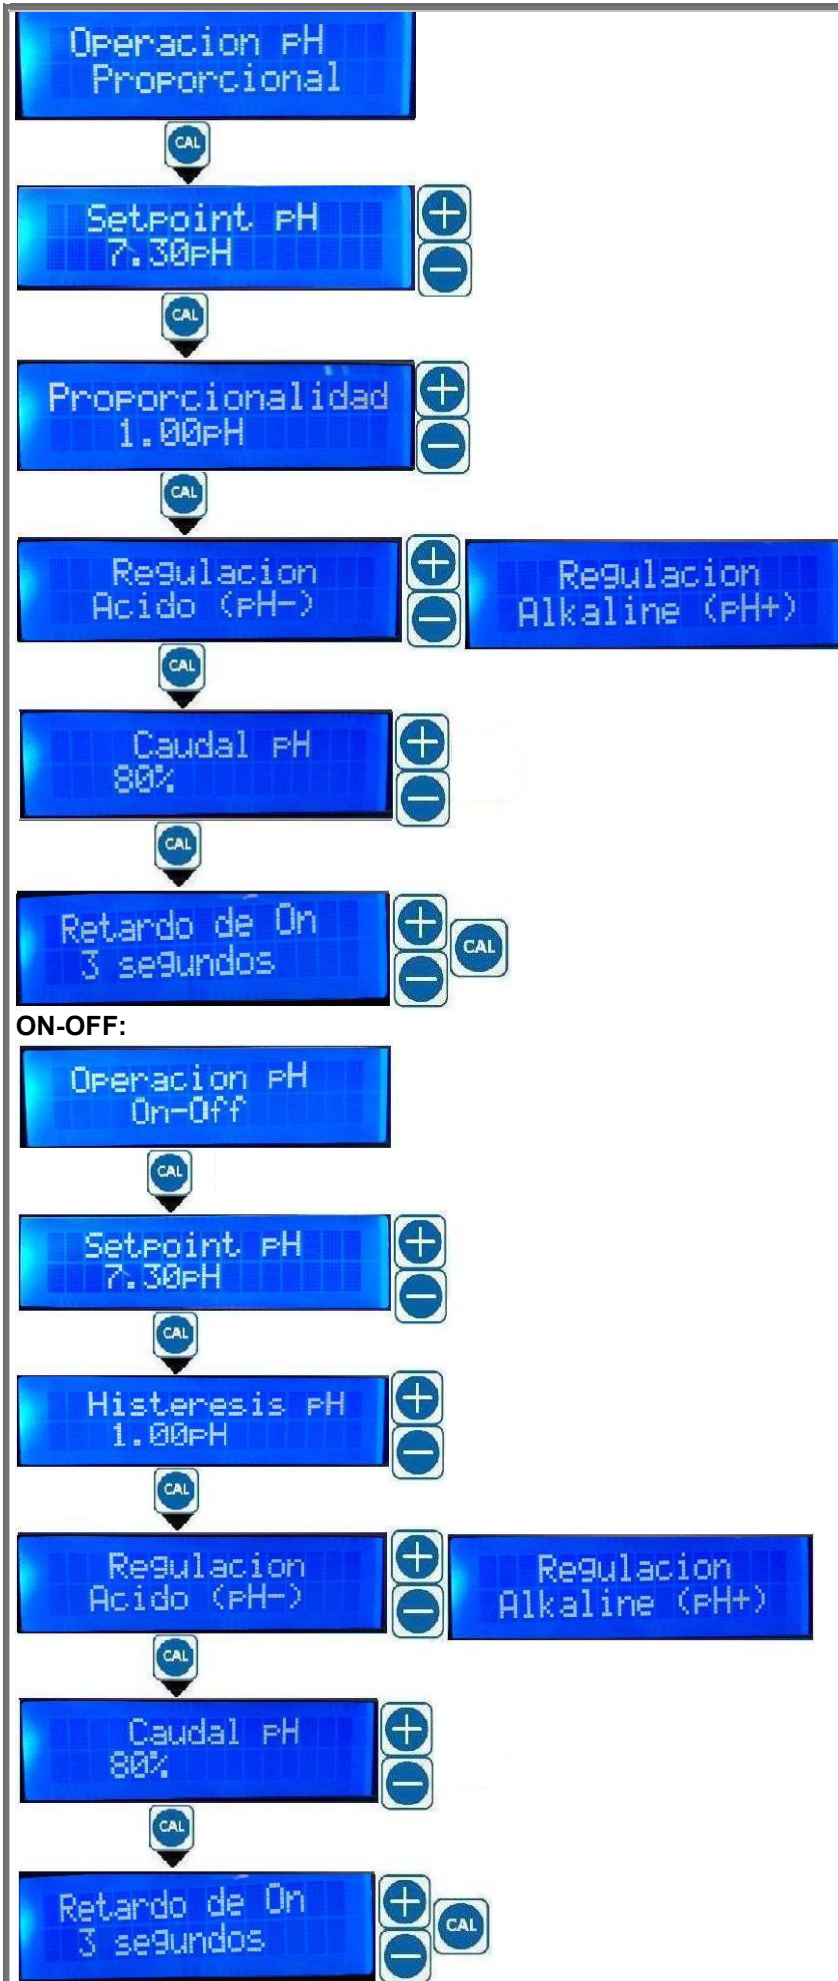 Operacion pH
Proporcional
CAL
Setpoint pH
7.30pH
CAL
Proporcionalidad
1.00pH
CAL
Regulacion
Acido (pH-)
Regulacion
Alkaline (pH+)
CAL
Caudal pH
80%
CAL
Retardo de On
3 segundos
CAL
ON-OFF:
Operacion pH
On-Off
CAL
Setpoint pH
7.30pH
CAL
Histeresis pH
1.00pH
CAL
Regulacion
Acido (pH-)
Regulacion
Alkaline (pH+)
CAL
Caudal pH
80%
CAL
Retardo de On
3 segundos
CAL